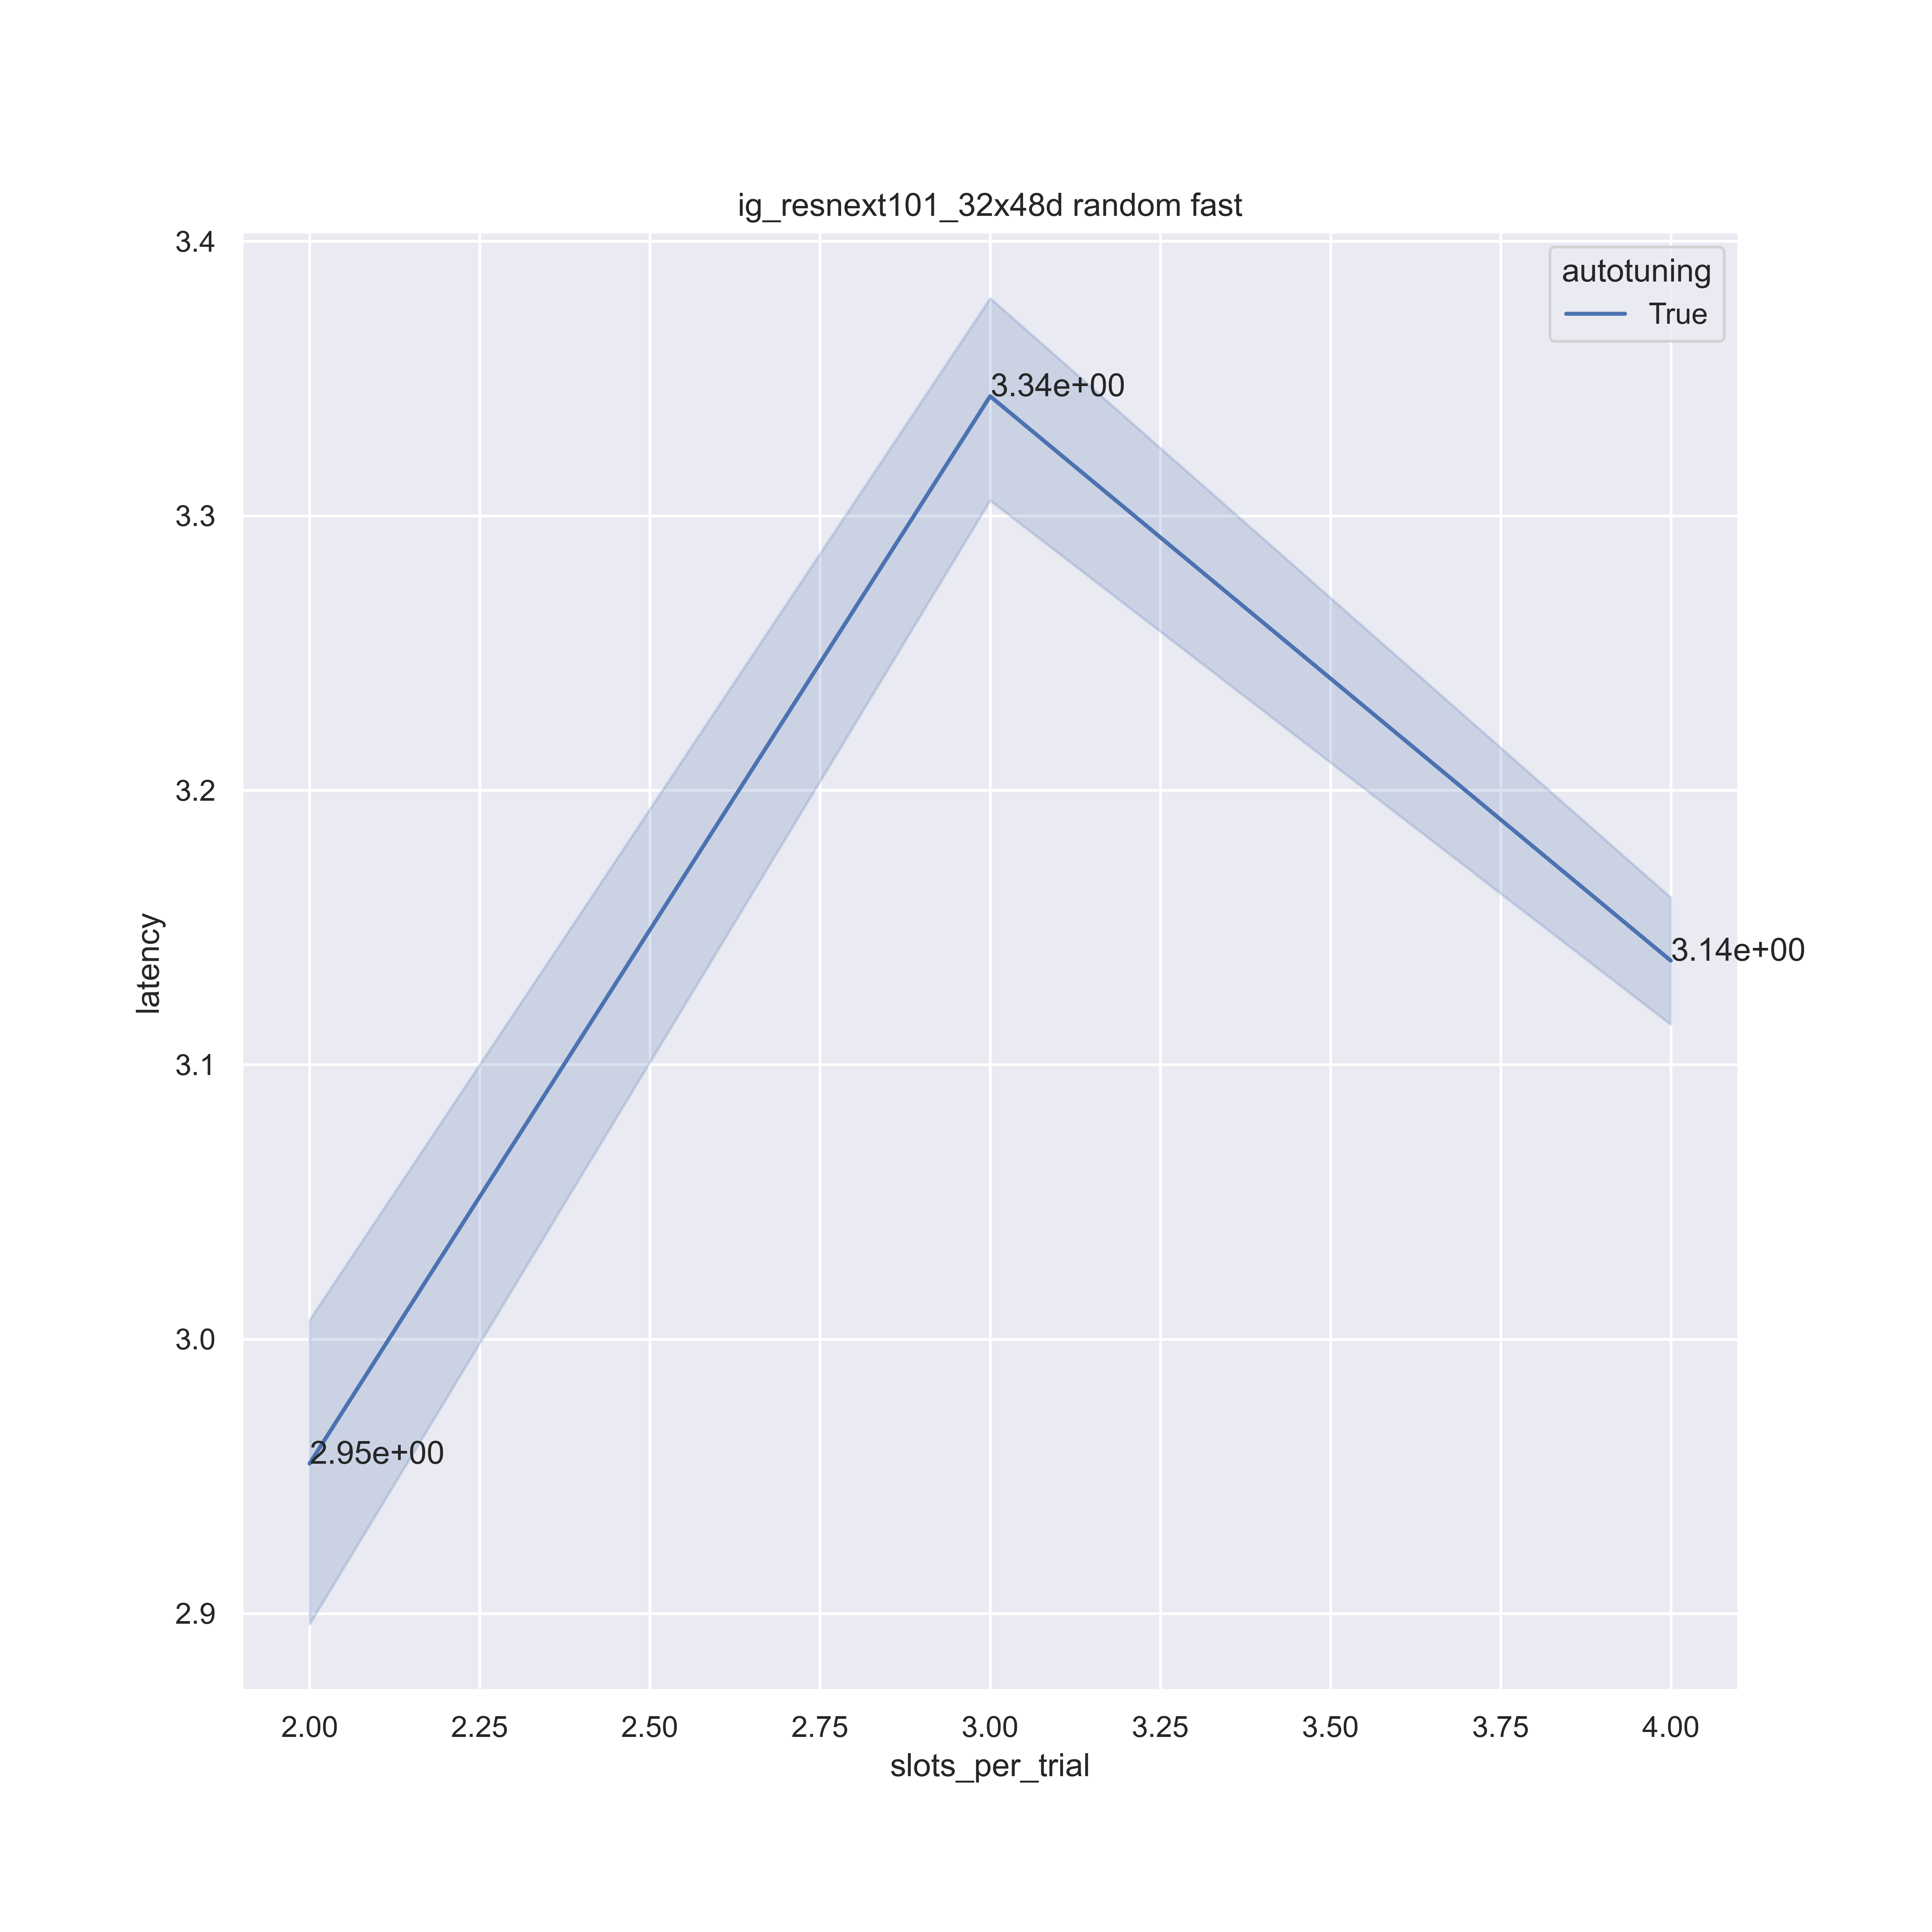 ig_resnext101_32x48d random fast
autotuning
True
3.4
3.3
3.2
3.1
3.0
2.9
latency
3.34e+00
3.14e+00
2.95e+00
2.00 2.25 2.50 2.75 3.00 3.25 3.50 3.75 4.00
slots_per_trial